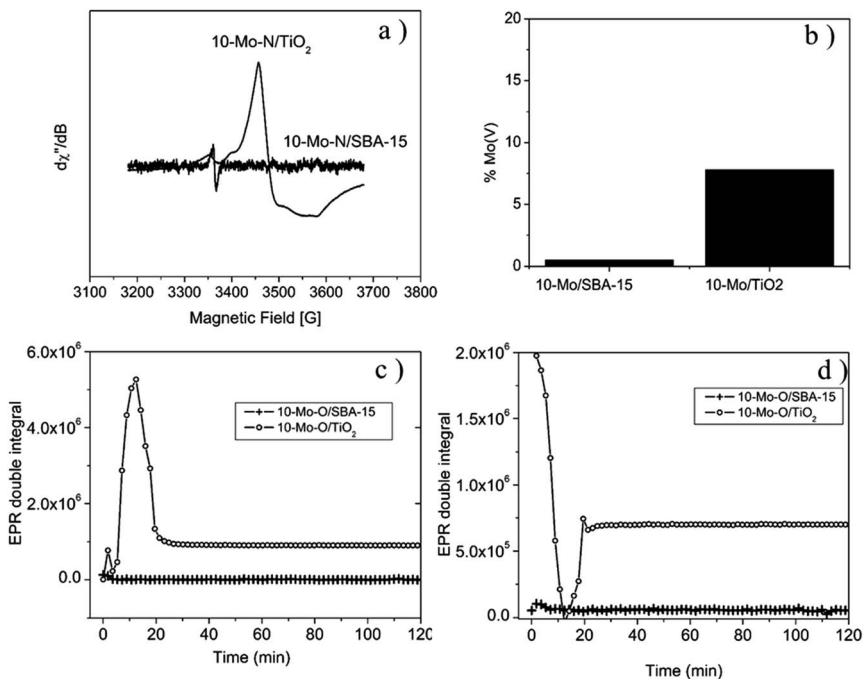 a )
10-Mo-N/TiO2
10-Mo-N/SBA-15
dχ"/dB
3100 3200 3300 3400 3500 3600 3700 3800
Magnetic Field [G]
b )
20
15
10
5
0
% Mo(V)
10-Mo/SBA-15 10-Mo/TiO2
c )
6.0x10^6
4.0x10^6
2.0x10^6
0.0
EPR double integral
10-Mo-O/SBA-15
10-Mo-O/TiO2
0 20 40 60 80 100 120
Time (min)
d )
2.0x10^6
1.5x10^6
1.0x10^6
5.0x10^5
0.0
EPR double integral
10-Mo-O/SBA-15
10-Mo-O/TiO2
0 20 40 60 80 100 120
Time (min)